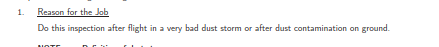 1. Reason for the Job
Do this inspection after flight in a very bad dust storm or after dust contamination on ground.